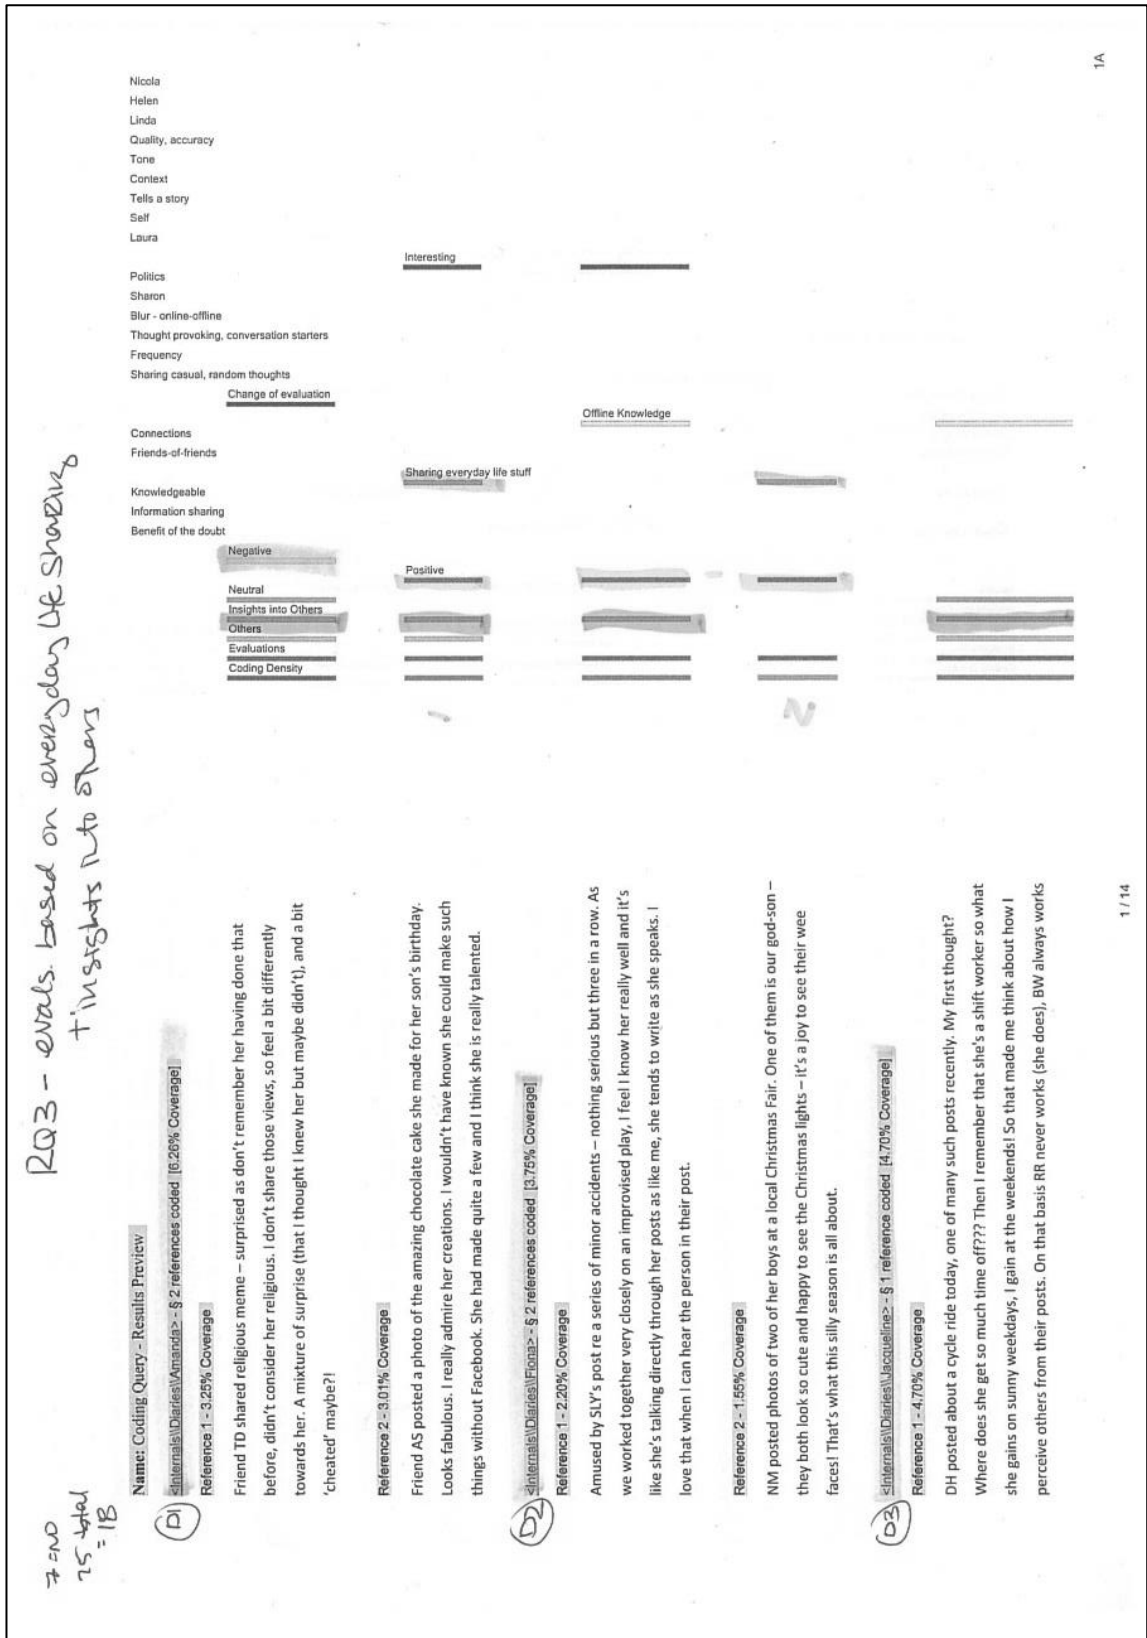 RQ3 - evals. based on everyday life sharing
+ insights into others
7 = NO
25 total
= 18
Name: Coding Query - Results Preview
D1
<Internals\\Diaries\\Amanda> - § 2 references coded [6.26% Coverage]
Reference 1 - 3.25% Coverage
Friend TD shared religious meme – surprised as don't remember her having done that
before, didn't consider her religious. I don't share those views, so feel a bit differently
towards her. A mixture of surprise (that I thought I knew her but maybe didn't), and a bit
'cheated' maybe?!
Reference 2 - 3.01% Coverage
Friend AS posted a photo of the amazing chocolate cake she made for her son's birthday.
Looks fabulous. I really admire her creations. I wouldn't have known she could make such
things without Facebook. She had made quite a few and I think she is really talented.
D2
<Internals\\Diaries\\Fiona> - § 2 references coded [3.75% Coverage]
Reference 1 - 2.20% Coverage
Amused by SLY's post re a series of minor accidents – nothing serious but three in a row. As
we worked together very closely on an improvised play, I feel I know her really well and it's
like she's talking directly through her posts as like me, she tends to write as she speaks. I
love that when I can hear the person in their post.
Reference 2 - 1.55% Coverage
NM posted photos of two of her boys at a local Christmas Fair. One of them is our god-son –
they both look so cute and happy to see the Christmas lights – it's a joy to see their wee
faces! That's what this silly season is all about.
D3
<Internals\\Diaries\\Jacqueline> - § 1 reference coded [4.70% Coverage]
Reference 1 - 4.70% Coverage
DH posted about a cycle ride today, one of many such posts recently. My first thought?
Where does she get so much time off??? Then I remember that she's a shift worker so what
she gains on sunny weekdays, I gain at the weekends! So that made me think about how I
perceive others from their posts. On that basis RR never works (she does), BW always works
1 / 14
Nicola
Helen
Linda
Quality, accuracy
Tone
Context
Tells a story
Self
Laura
Interesting
Politics
Sharon
Blur - online-offline
Thought provoking, conversation starters
Frequency
Sharing casual, random thoughts
Change of evaluation
Offline Knowledge
Connections
Friends-of-friends
Sharing everyday life stuff
Knowledgeable
Information sharing
Benefit of the doubt
Negative
Positive
Neutral
Insights into Others
Others
Evaluations
Coding Density
1A